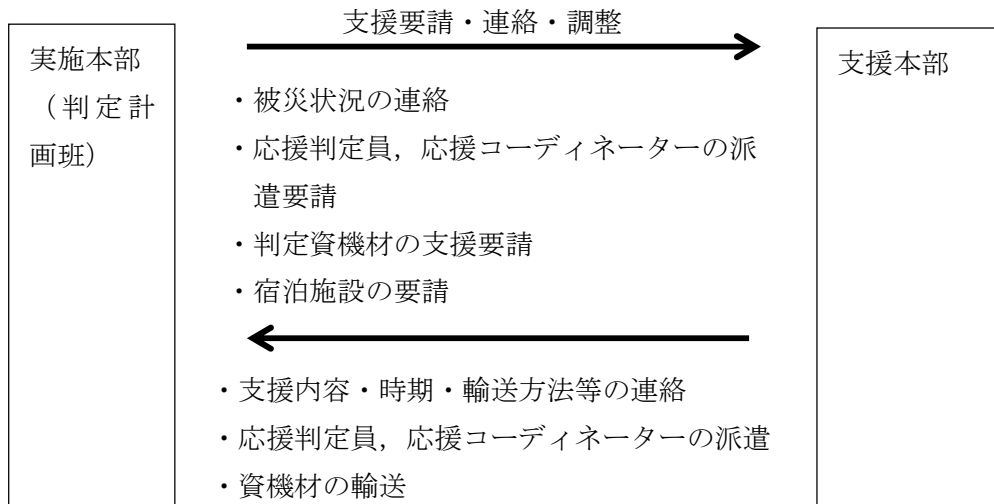 支援要請・連絡・調整
実施本部
（判定計
画班）
支援本部
・被災状況の連絡
・応援判定員，応援コーディネーターの派
遣要請
・判定資機材の支援要請
・宿泊施設の要請
・支援内容・時期・輸送方法等の連絡
・応援判定員，応援コーディネーターの派遣
・資機材の輸送